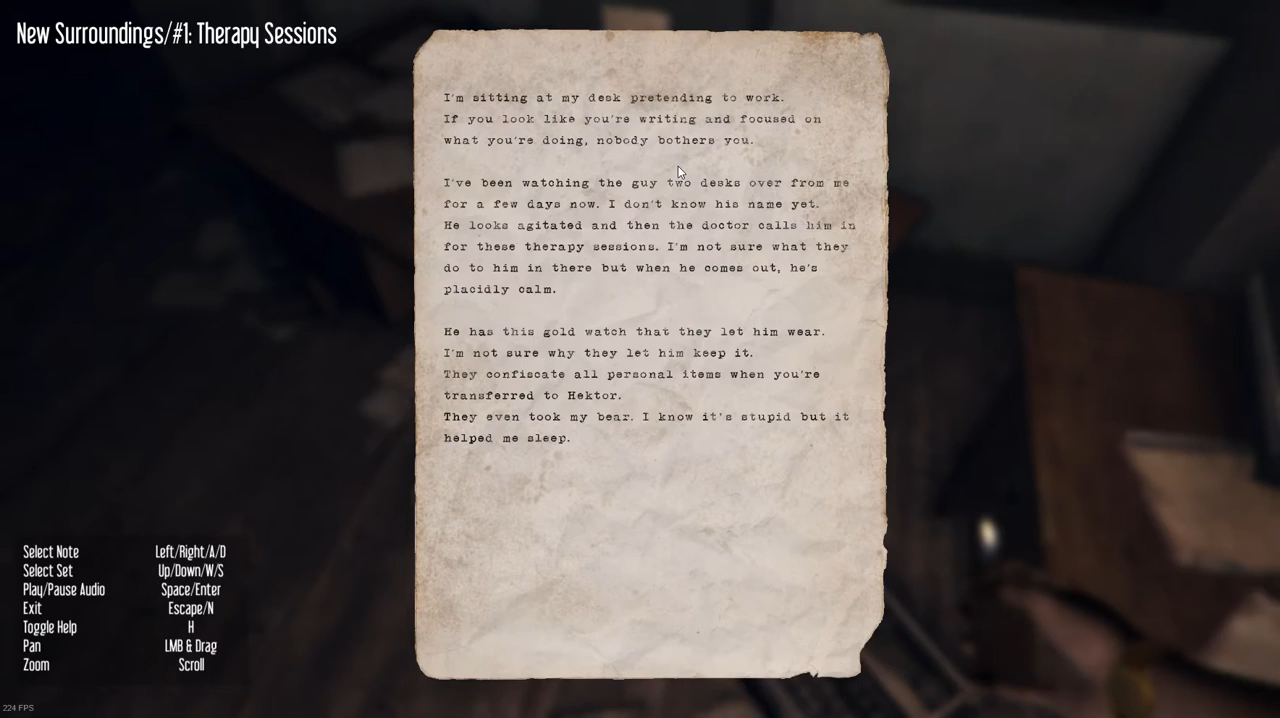 New Surroundings/#1: Therapy Sessions
I'm sitting at my desk pretending to work.
If you look like you're writing and focused on
what you're doing, nobody bothers you.
I've been watching the guy two desks over from me
for a few days now. I don't know his name yet.
He looks agitated and then the doctor calls him in
for these therapy sessions. I'm not sure what they
do to him in there but when he comes out, he's
placidly calm.
He has this gold watch that they let him wear.
I'm not sure why they let him keep it.
They confiscate all personal items when you're
transferred to Hektor.
They even took my bear. I know it's stupid but it
helped me sleep.
Select Note Left/Right/A/D
Select Set Up/Down/W/S
Play/Pause Audio Space/Enter
Exit Escape/N
Toggle Help H
Pan LMB & Drag
Zoom Scroll
224 FPS